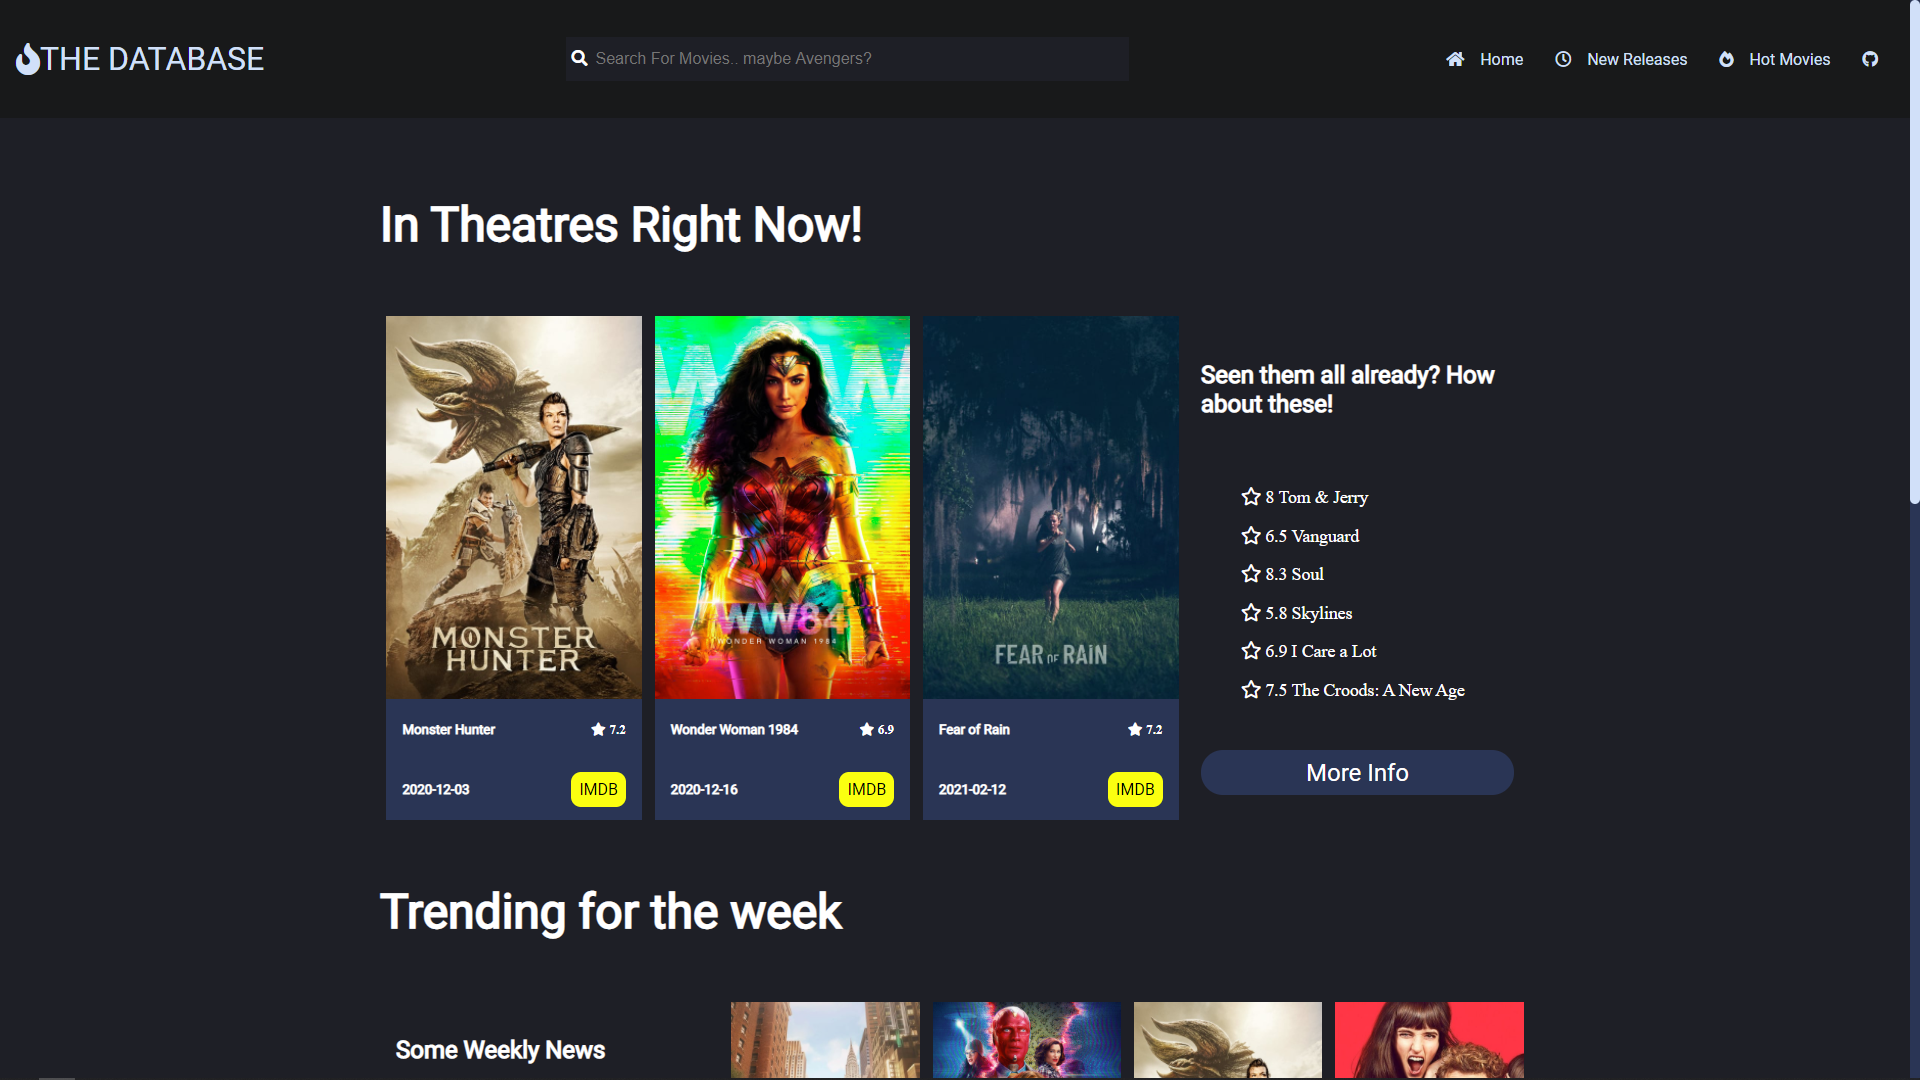 THE DATABASE
Search For Movies.. maybe Avengers?
Home
New Releases
Hot Movies
In Theatres Right Now!
MONSTER
HUNTER
WW
WW84
WONDER WOMAN 1984
FEAR OF RAIN
Monster Hunter
7.2
2020-12-03
IMDB
Wonder Woman 1984
6.9
2020-12-16
IMDB
Fear of Rain
7.2
2021-02-12
IMDB
Seen them all already? How
about these!
8 Tom & Jerry
6.5 Vanguard
8.3 Soul
5.8 Skylines
6.9 I Care a Lot
7.5 The Croods: A New Age
More Info
Trending for the week
Some Weekly News